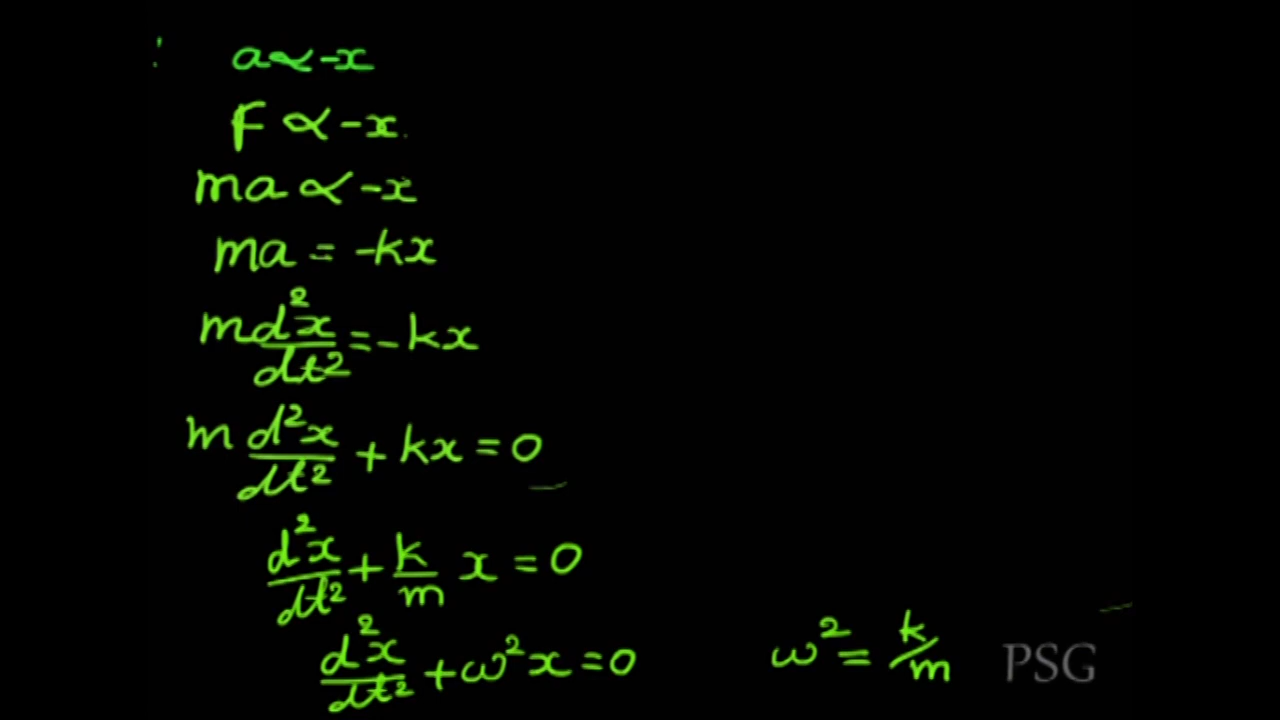 a ∝ -x
F ∝ -x
ma ∝ -x
ma = -kx
m d²x/dt² = -kx
m d²x/dt² + kx = 0
d²x/dt² + k/m x = 0
d²x/dt² + ω²x = 0 ω² = k/m PSG